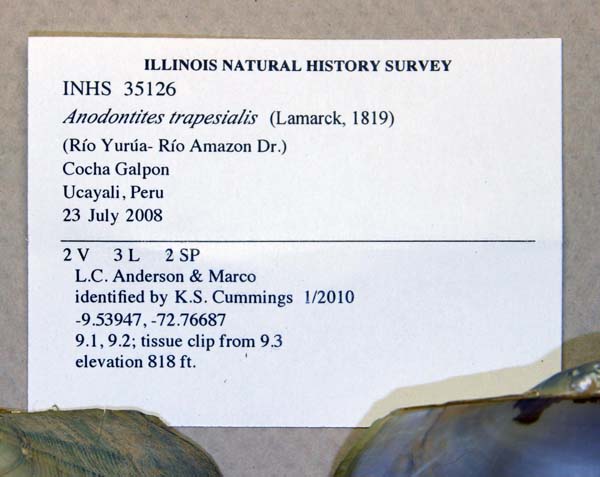 ILLINOIS NATURAL HISTORY SURVEY
INHS 35126
Anodontites trapesialis (Lamarck, 1819)
(Río Yurúa- Río Amazon Dr.)
Cocha Galpon
Ucayali, Peru
23 July 2008
2 V 3 L 2 SP
L.C. Anderson & Marco
identified by K.S. Cummings 1/2010
-9.53947, -72.76687
9.1, 9.2; tissue clip from 9.3
elevation 818 ft.